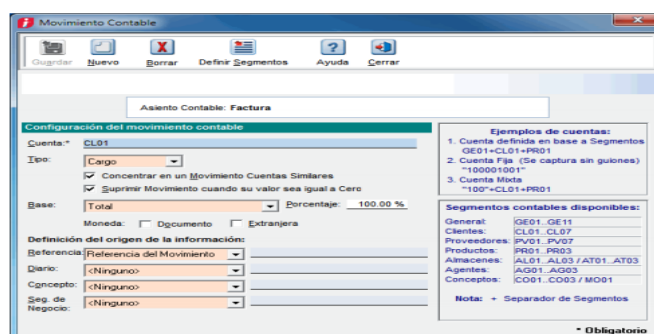 Movimiento Contable
Guardar Nuevo Borrar Definir Segmentos Ayuda Cerrar
Asiento Contable: Factura
Configuración del movimiento contable
Cuenta:* CL01
Tipo: Cargo
Concentrar en un Movimiento Cuentas Similares
Suprimir Movimiento cuando su valor sea igual a Cero
Base: Total Porcentaje: 100.00 %
Moneda: Documento Extranjera
Definición del origen de la información:
Referencia: Referencia del Movimiento
Diario: <Ninguno>
Concepto: <Ninguno>
Seg. de Negocio: <Ninguno>
Ejemplos de cuentas:
1. Cuenta definida en base a Segmentos
GE01+CL01+PR01
2. Cuenta Fija (Se captura sin guiones)
"100001001"
3. Cuenta Mixta
"100"+CL01+PR01
Segmentos contables disponibles:
General: GE01..GE11
Clientes: CL01..CL07
Proveedores: PV01..PV07
Productos: PR01..PR03
Almacenes: AL01..AL03 / AT01..AT03
Agentes: AG01..AG03
Conceptos: CO01..CO03 / MO01
Nota: + Separador de Segmentos
* Obligatorio